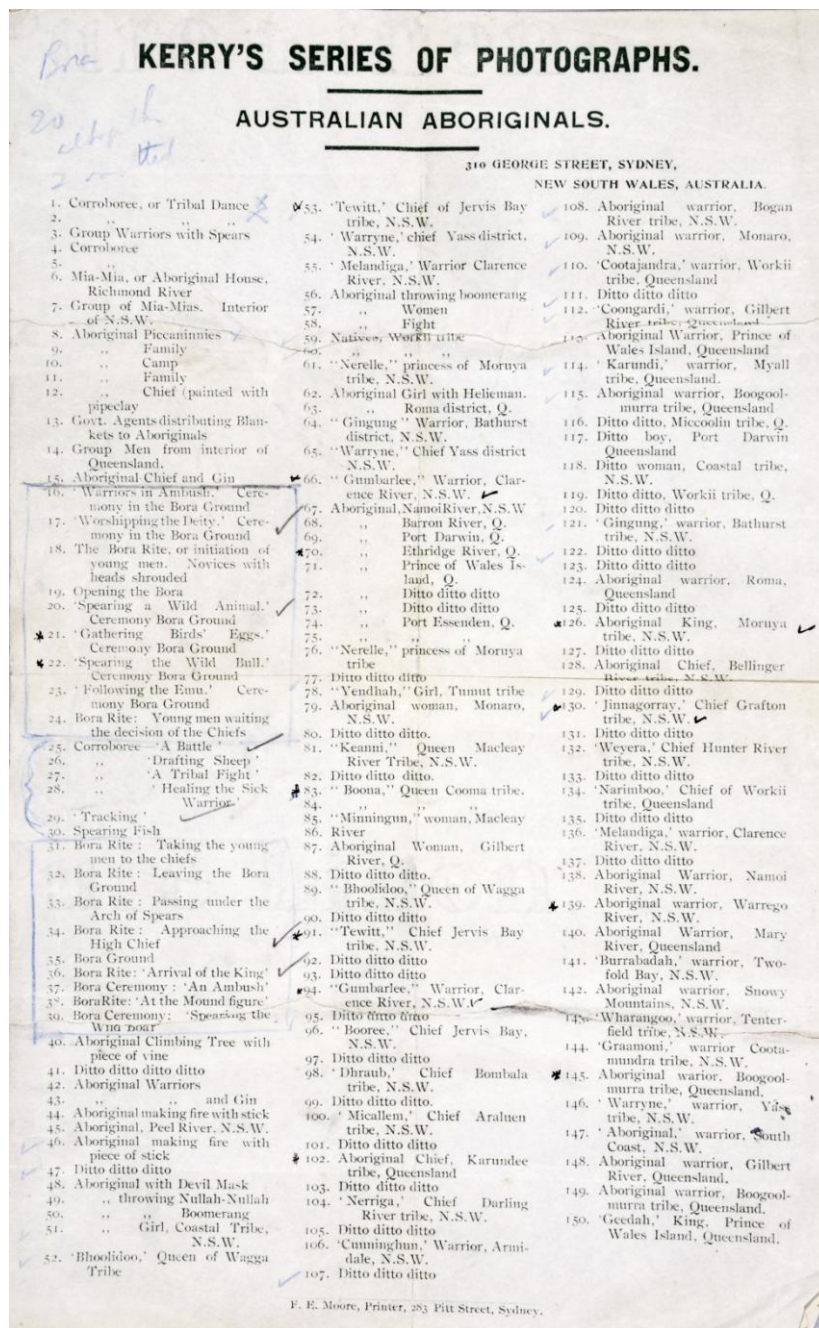 KERRY'S SERIES OF PHOTOGRAPHS.
AUSTRALIAN ABORIGINALS.
310 GEORGE STREET, SYDNEY,
NEW SOUTH WALES, AUSTRALIA.
Bora
20
1. Corroboree, or Tribal Dance
2. ,, ,, ,,
3. Group Warriors with Spears
4. Corroboree
5. ,,
6. Mia-Mia, or Aboriginal House,
Richmond River
7. Group of Mia-Mias. Interior
of N.S.W.
8. Aboriginal Piccaninnies
9. ,, Family
10. ,, Camp
11. ,, Family
12. ,, Chief (painted with
pipeclay
13. Govt. Agents distributing Blan-
kets to Aboriginals
14. Group Men from interior of
Queensland.
15. Aboriginal Chief and Gin
16. 'Warriors in Ambush.' Cere-
mony in the Bora Ground
17. 'Worshipping the Deity.' Cere-
mony in the Bora Ground
18. The Bora Rite, or initiation of
young men. Novices with
heads shrouded
19. Opening the Bora
20. 'Spearing a Wild Animal.'
Ceremony Bora Ground
21. 'Gathering Birds' Eggs.'
Ceremony Bora Ground
22. 'Spearing the Wild Bull.'
Ceremony Bora Ground
23. 'Following the Emu.' Cere-
mony Bora Ground
24. Bora Rite: Young men waiting
the decision of the Chiefs
25. Corroboree 'A Battle'
26. ,, 'Drafting Sheep'
27. ,, 'A Tribal Fight'
28. ,, 'Healing the Sick
Warrior'
29. 'Tracking'
30. Spearing Fish
31. Bora Rite: Taking the young
men to the chiefs
32. Bora Rite: Leaving the Bora
Ground
33. Bora Rite: Passing under the
Arch of Spears
34. Bora Rite: Approaching the
High Chief
35. Bora Ground
36. Bora Rite: 'Arrival of the King'
37. Bora Ceremony: 'An Ambush'
38. Bora Rite: 'At the Mound figure'
39. Bora Ceremony: 'Spearing the
Wild Boar'
40. Aboriginal Climbing Tree with
piece of vine
41. Ditto ditto ditto ditto
42. Aboriginal Warriors
43. ,, ,, and Gin
44. Aboriginal making fire with stick
45. Aboriginal, Peel River, N.S.W.
46. Aboriginal making fire with
piece of stick
47. Ditto ditto ditto
48. Aboriginal with Devil Mask
49. ,, throwing Nullah-Nullah
50. ,, ,, Boomerang
51. ,, Girl, Coastal Tribe,
N.S.W.
52. 'Bhoolidoo,' Queen of Wagga
Tribe
53. 'Tewitt,' Chief of Jervis Bay
tribe, N.S.W.
54. 'Warryne,' chief Yass district,
N.S.W.
55. 'Melandiga,' Warrior Clarence
River, N.S.W.
56. Aboriginal throwing boomerang
57. ,, Women
58. ,, Fight
59. Natives, Workii tribe
60. ,, ,, ,,
61. "Nerelle," princess of Moruya
tribe, N.S.W.
62. Aboriginal Girl with Helieman.
63. ,, Roma district, Q.
64. "Gingung" Warrior, Bathurst
district, N.S.W.
65. "Warryne," Chief Yass district
N.S.W.
66. "Gumbarlee," Warrior, Clar-
ence River, N.S.W.
67. Aboriginal, Namoi River, N.S.W
68. ,, Barron River, Q.
69. ,, Port Darwin, Q.
70. ,, Ethridge River, Q.
71. ,, Prince of Wales Is-
land, Q.
72. ,, Ditto ditto ditto
73. ,, Ditto ditto ditto
74. ,, Port Essenden, Q.
75. ,, ,, ,, ,,
76. "Nerelle," princess of Moruya
tribe
77. Ditto ditto ditto
78. "Yendhah," Girl, Tumut tribe
79. Aboriginal woman, Monaro,
N.S.W.
80. Ditto ditto ditto.
81. "Keanni," Queen Macleay
River Tribe, N.S.W.
82. Ditto ditto ditto.
83. "Boona," Queen Cooma tribe.
84. ,, ,, ,,
85. "Minningun," woman, Macleay
86. River
87. Aboriginal Woman, Gilbert
River, Q.
88. Ditto ditto ditto.
89. "Bhoolidoo," Queen of Wagga
tribe, N.S.W.
90. Ditto ditto ditto
91. "Tewitt," Chief Jervis Bay
tribe, N.S.W.
92. Ditto ditto ditto
93. Ditto ditto ditto
94. "Gumbarlee," Warrior, Clar-
ence River, N.S.W.
95. Ditto ditto ditto
96. "Booree," Chief Jervis Bay,
N.S.W.
97. Ditto ditto ditto
98. 'Dhraub,' Chief Bombala
tribe, N.S.W.
99. Ditto ditto ditto.
100. 'Micallem,' Chief Araluen
tribe, N.S.W.
101. Ditto ditto ditto
102. Aboriginal Chief, Karundee
tribe, Queensland
103. Ditto ditto ditto
104. 'Nerriga,' Chief Darling
River tribe, N.S.W.
105. Ditto ditto ditto
106. 'Cunninghun,' Warrior, Armi-
dale, N.S.W.
107. Ditto ditto ditto
108. Aboriginal warrior, Bogan
River tribe, N.S.W.
109. Aboriginal warrior, Monaro,
N.S.W.
110. 'Cootajandra,' warrior, Workii
tribe, Queensland
111. Ditto ditto ditto
112. 'Coongardi,' warrior, Gilbert
River tribe, Queensland
113. Aboriginal Warrior, Prince of
Wales Island, Queensland
114. 'Karundi,' warrior, Myall
tribe, Queensland.
115. Aboriginal warrior, Boogool-
murra tribe, Queensland
116. Ditto ditto, Miccoolin tribe, Q.
117. Ditto boy, Port Darwin
Queensland
118. Ditto woman, Coastal tribe,
N.S.W.
119. Ditto ditto, Workii tribe, Q.
120. Ditto ditto ditto
121. 'Gingung,' warrior, Bathurst
tribe, N.S.W.
122. Ditto ditto ditto
123. Ditto ditto ditto
124. Aboriginal warrior, Roma,
Queensland
125. Ditto ditto ditto
126. Aboriginal King, Moruya
tribe, N.S.W.
127. Ditto ditto ditto
128. Aboriginal Chief, Bellinger
River tribe, N.S.W.
129. Ditto ditto ditto
130. 'Jinnagorray,' Chief Grafton
tribe, N.S.W.
131. Ditto ditto ditto
132. 'Weyera,' Chief Hunter River
tribe, N.S.W.
133. Ditto ditto ditto
134. 'Narimboo,' Chief of Workii
tribe, Queensland
135. Ditto ditto ditto
136. 'Melandiga,' warrior, Clarence
River, N.S.W.
137. Ditto ditto ditto
138. Aboriginal Warrior, Namoi
River, N.S.W.
139. Aboriginal warrior, Warrego
River, N.S.W.
140. Aboriginal warrior, Mary
River, Queensland
141. 'Burrabadah,' warrior, Two-
fold Bay, N.S.W.
142. Aboriginal warrior, Snowy
Mountains, N.S.W.
143. 'Wharangoo,' warrior, Tenter-
field tribe, N.S.W.
144. 'Graamoni,' warrior Coota-
mundra tribe, N.S.W.
145. Aboriginal warior, Boogool-
murra tribe, Queensland.
146. 'Warryne,' warrior, Yass
tribe, N.S.W.
147. 'Aboriginal,' warrior, South
Coast, N.S.W.
148. Aboriginal warrior, Gilbert
River, Queensland.
149. Aboriginal warrior, Boogool-
murra tribe, Queensland.
150. 'Geedah,' King, Prince of
Wales Island, Queensland.
F. E. Moore, Printer, 283 Pitt Street, Sydney.